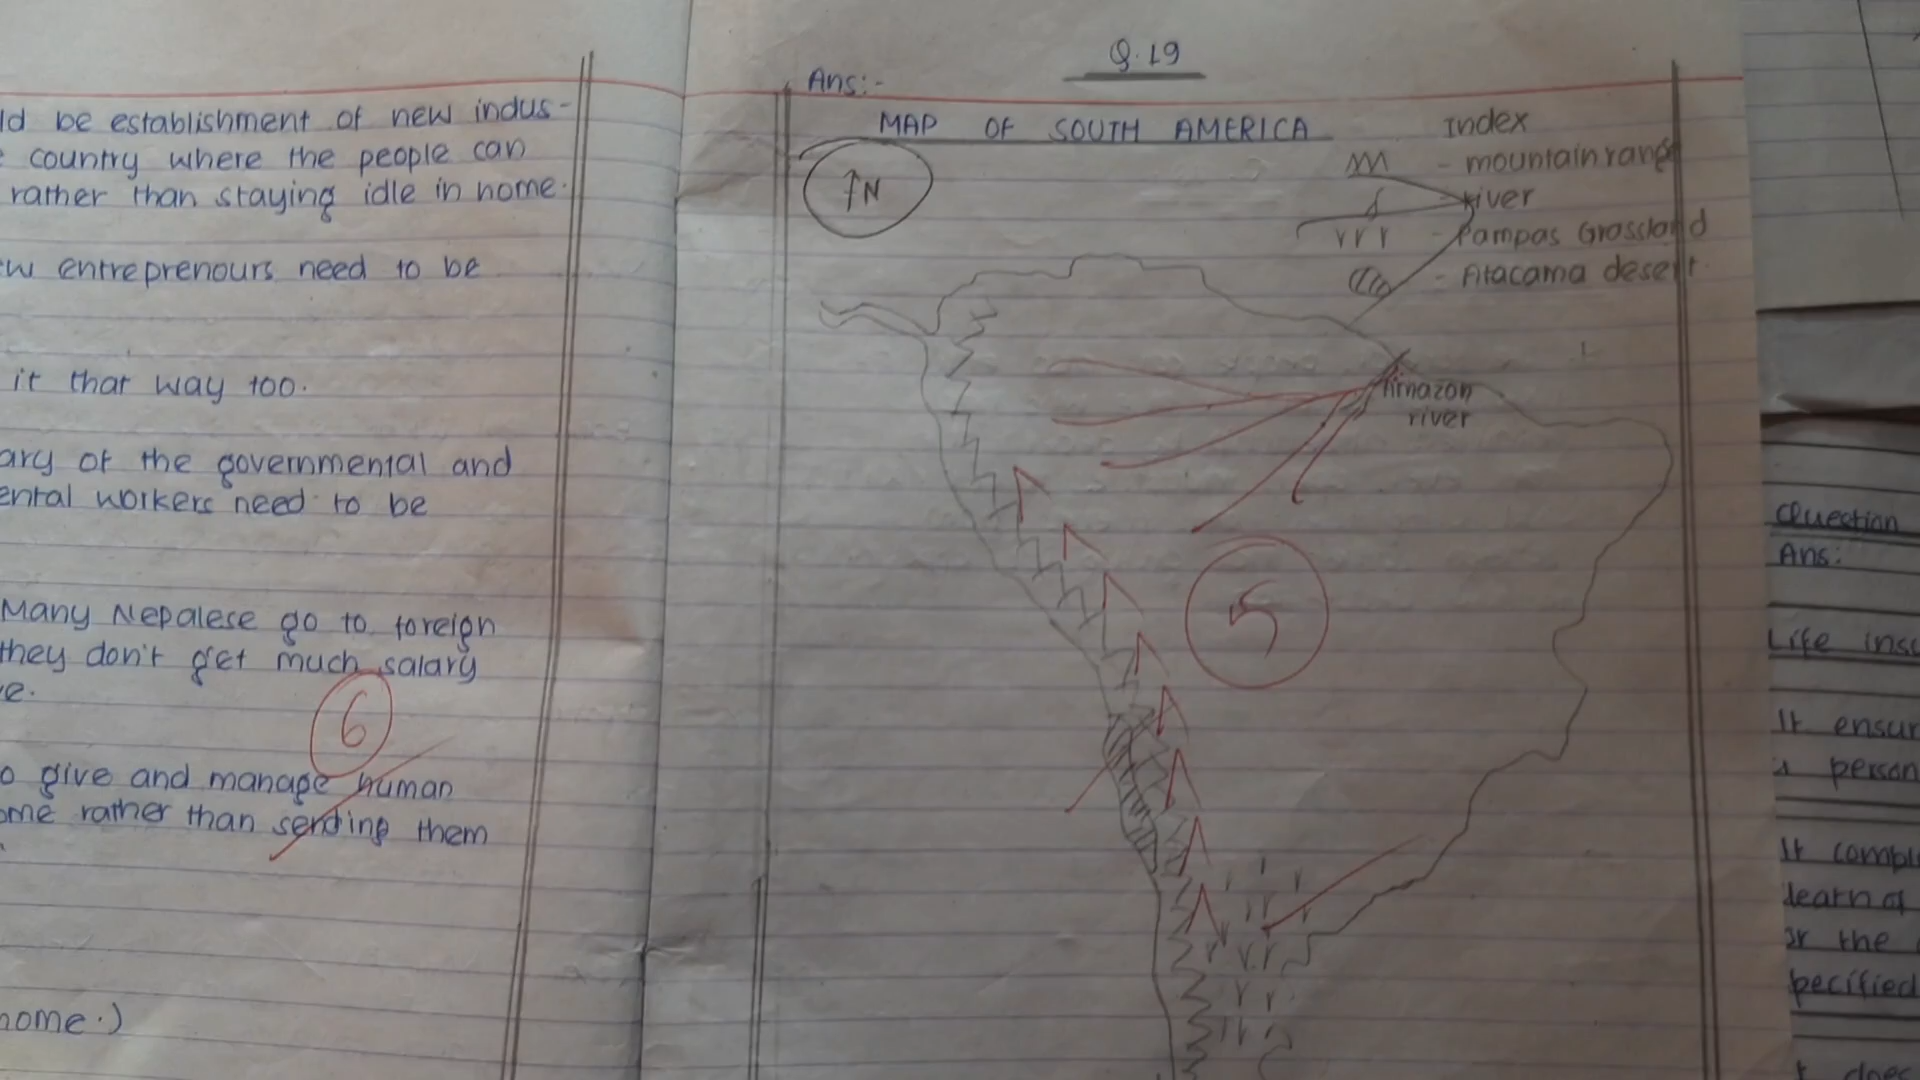 ld be establishment of new indus-
country where the people can
rather than staying idle in home.
w entreprenours need to be
it that way too.
ary of the governmental and
ental workers need to be
Many Nepalese go to foreign
they don't get much salary
e.
6
o give and manage human
ome rather than sending them
home.)
Q.19
Ans:-
MAP OF SOUTH AMERICA
Index
- mountain range
- river
- Pampas Grassland
- Atacama desert
↑N
Amazon
river
5
Question
Ans:
Life insu
It ensur
person
It compl
learn of
or the
pecified